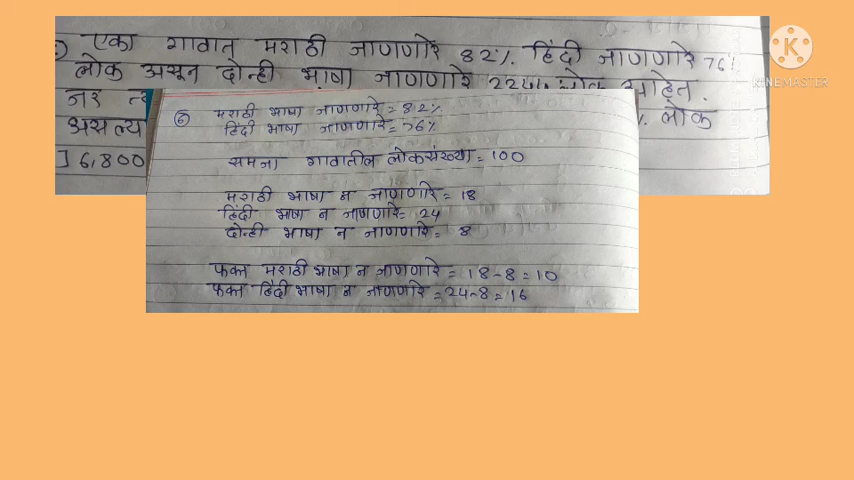 एका गावात मराठी जाणणारे 82% हिंदी जाणणारे 76%
लोक असून दोन्ही भाषा जाणणारे
जर
असल्या % लोक
] 6,800
KINEMASTER
⑥ मराठी भाषा जाणणारे = 82%
हिंदी भाषा जाणणारे = 76%
समजा गावातील लोकसंख्या = 100
मराठी भाषा न जाणणारे = 18
हिंदी भाषा न जाणणारे = 24
दोन्ही भाषा न जाणणारे = 8
फक्त मराठी भाषा न जाणणारे = 18-8 = 10
फक्त हिंदी भाषा न जाणणारे = 24-8 = 16